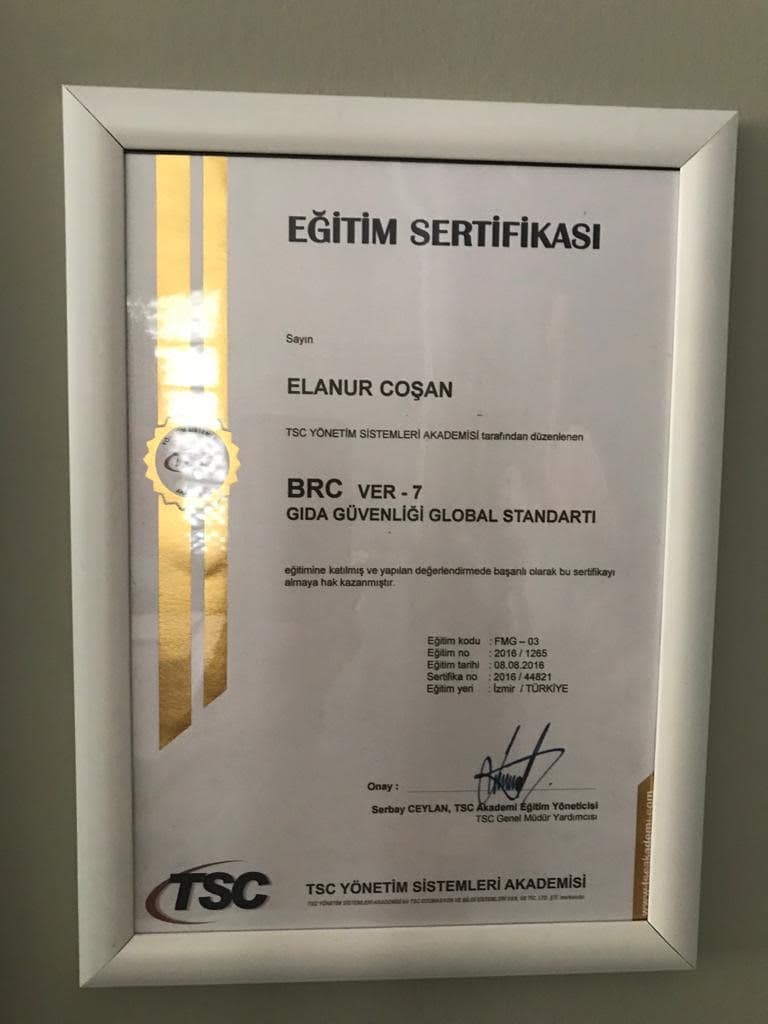 EĞİTİM SERTİFİKASI
Sayın
ELANUR COŞAN
TSC YÖNETİM SİSTEMLERİ AKADEMİSİ tarafından düzenlenen
BRC VER - 7
GIDA GÜVENLİĞİ GLOBAL STANDARTI
eğitimine katılmış ve yapılan değerlendirmede başarılı olarak bu sertifikayı
almaya hak kazanmıştır.
Eğitim kodu : FMG – 03
Eğitim no : 2016 / 1265
Eğitim tarihi : 08.08.2016
Sertifika no : 2016 / 44821
Eğitim yeri : İzmir / TÜRKİYE
Onay :
Serbay CEYLAN, TSC Akademi Eğitim Yöneticisi
TSC Genel Müdür Yardımcısı
www.tscakademi.com
TSC
TSC YÖNETİM SİSTEMLERİ AKADEMİSİ